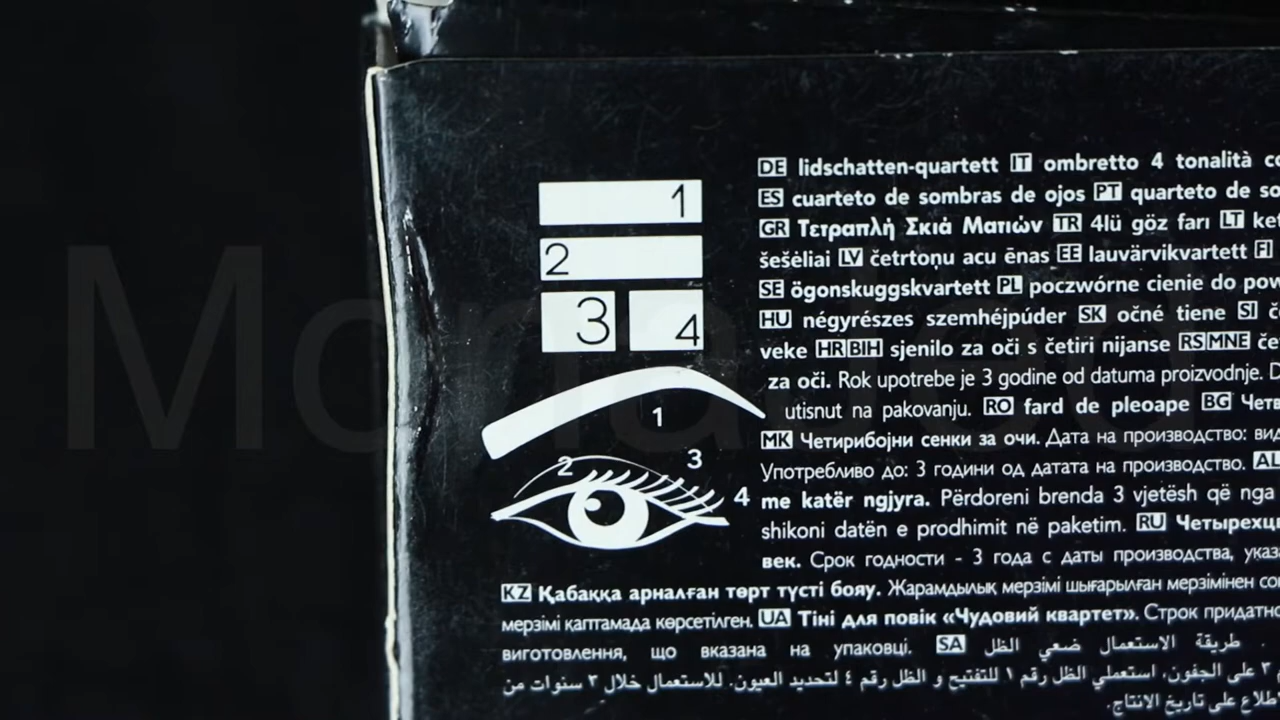 1
2
3 4
1
2 3
4
DE lidschatten-quartett IT ombretto 4 tonalità
ES cuarteto de sombras de ojos PT quarteto de
GR Τετραπλή Σκιά Ματιών TR 4lü göz farı LT
šešėliai LV četrtoņu acu ēnas EE lauvärvikvartett FI
SE ögonskuggskvartett PL poczwórne cienie do
HU négyrészes szemhéjpúder SK očné tiene SI
veke HR BIH sjenilo za oči s četiri nijanse RS MNE
za oči. Rok upotrebe je 3 godine od datuma proizvodnje.
utisnut na pakovanju. RO fard de pleoape BG
MK Четирибојни сенки за очи. Дата на производство:
Употребливо до: 3 години од датата на производство. AL
me katër ngjyra. Përdoreni brenda 3 vjetësh që nga
shikoni datën e prodhimit në paketim. RU
век. Срок годности - 3 года с даты производства,
KZ Қабаққа арналған төрт түсті бояу. Жарамдылық мерзімі шығарылған мерзімінен
мерзімі каптамада көрсетілген. UA Тіні для повік «Чудовий квартет». Строк
виготовлення, що вказана на упаковці. SA طريقة الاستعمال ضعي الظل
٣ على الجفون، استعملي الظل رقم ١ للتفتيح و الظل رقم ٤ لتحديد العيون. للاستعمال خلال ٣ سنوات من
على تاريخ الانتاج.